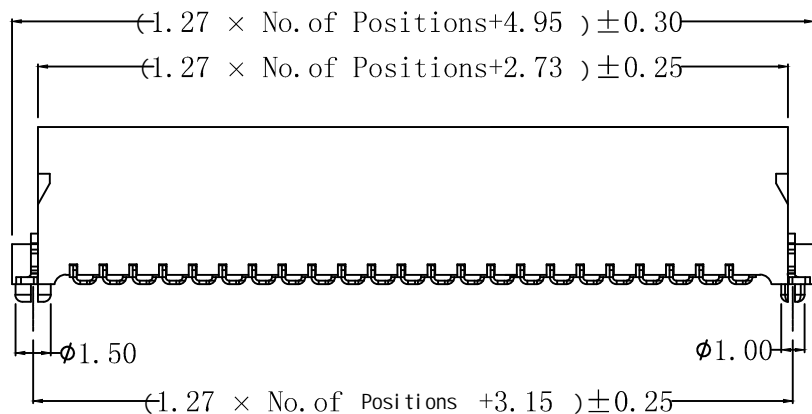 (1.27 × No.of Positions+4.95 )±0.30
(1.27 × No.of Positions+2.73 )±0.25
ϕ1.50
ϕ1.00
(1.27 × No.of Positions +3.15 )±0.25